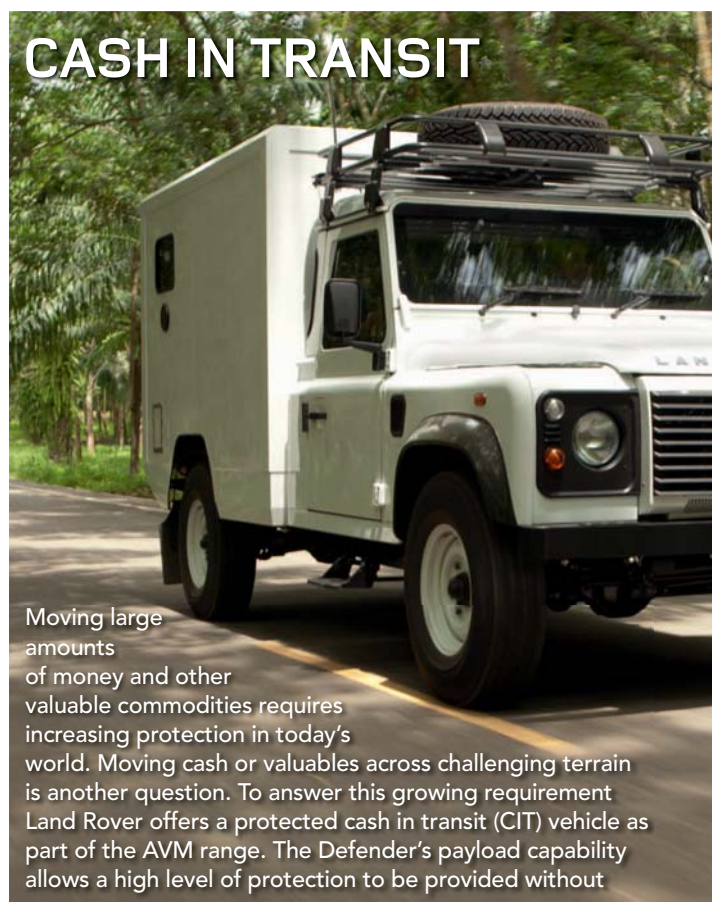 CASH IN TRANSIT
LAN
Moving large
amounts
of money and other
valuable commodities requires
increasing protection in today’s
world. Moving cash or valuables across challenging terrain
is another question. To answer this growing requirement
Land Rover offers a protected cash in transit (CIT) vehicle as
part of the AVM range. The Defender’s payload capability
allows a high level of protection to be provided without